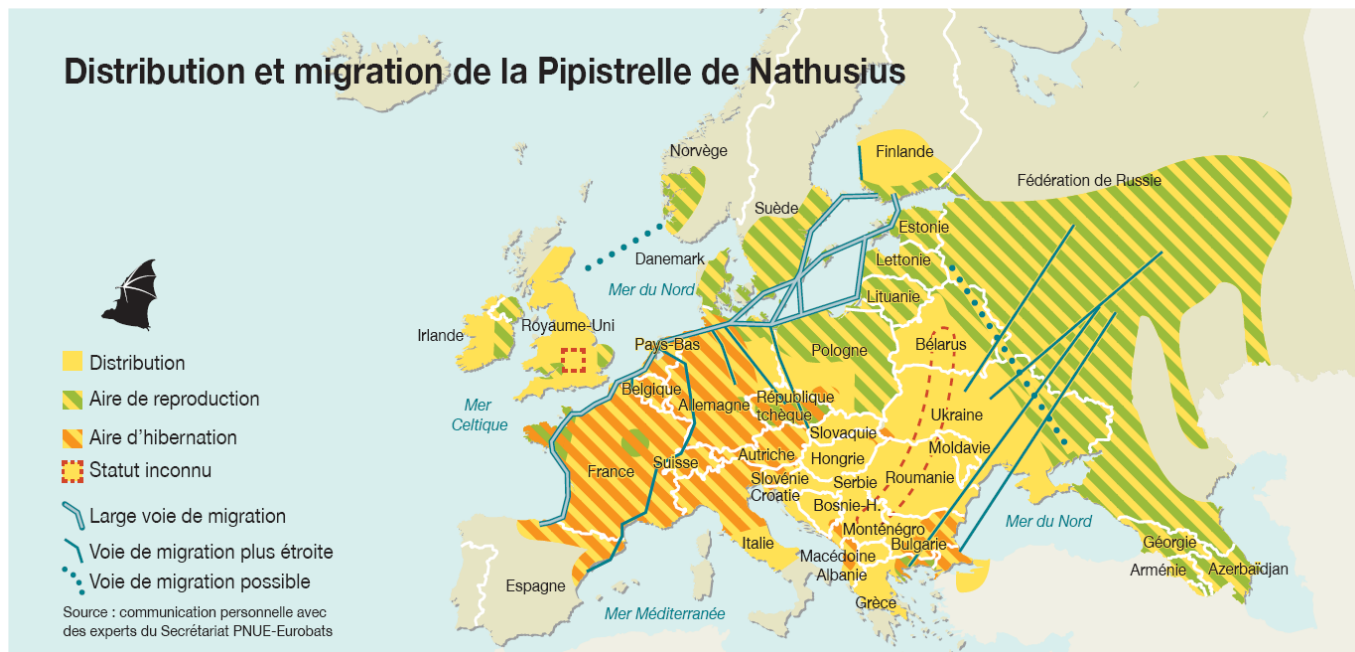 Distribution et migration de la Pipistrelle de Nathusius
Norvège
Finlande
Fédération de Russie
Suède
Estonie
Danemark
Lettonie
Mer du Nord
Lituanie
Irlande
Royaume-Uni
Pays-Bas
Pologne
Bélarus
Belgique
Allemagne
République
tchèque
Mer
Celtique
Ukraine
Slovaquie
Moldavie
Autriche
Hongrie
France
Suisse
Slovénie
Serbie
Roumanie
Croatie
Bosnie-H.
Mer du Nord
Monténégro
Italie
Bulgarie
Géorgie
Macédoine
Arménie
Azerbaïdjan
Albanie
Espagne
Grèce
Mer Méditerranée
Distribution
Aire de reproduction
Aire d'hibernation
Statut inconnu
Large voie de migration
Voie de migration plus étroite
Voie de migration possible
Source : communication personnelle avec
des experts du Secrétariat PNUE-Eurobats